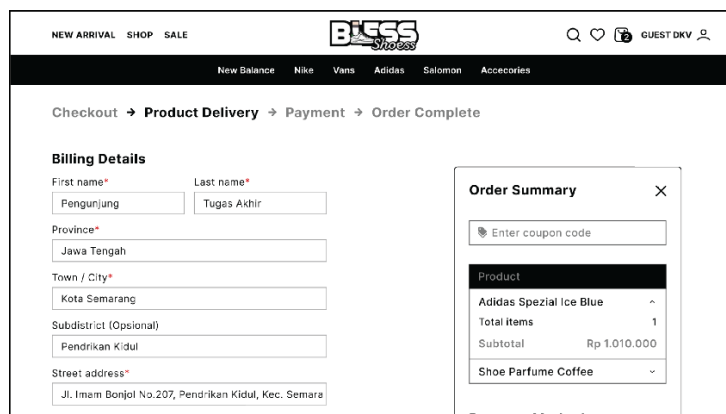 NEW ARRIVAL SHOP SALE
BLESS
Shoess
2
GUEST DKV
New Balance Nike Vans Adidas Salomon Accecories
Checkout → Product Delivery → Payment → Order Complete
Billing Details
First name* Last name*
Pengunjung Tugas Akhir
Province*
Jawa Tengah
Town / City*
Kota Semarang
Subdistrict (Opsional)
Pendrikan Kidul
Street address*
Jl. Imam Bonjol No.207, Pendrikan Kidul, Kec. Semara
Order Summary
Enter coupon code
Product
Adidas Spezial Ice Blue
Total items 1
Subtotal Rp 1.010.000
Shoe Parfume Coffee